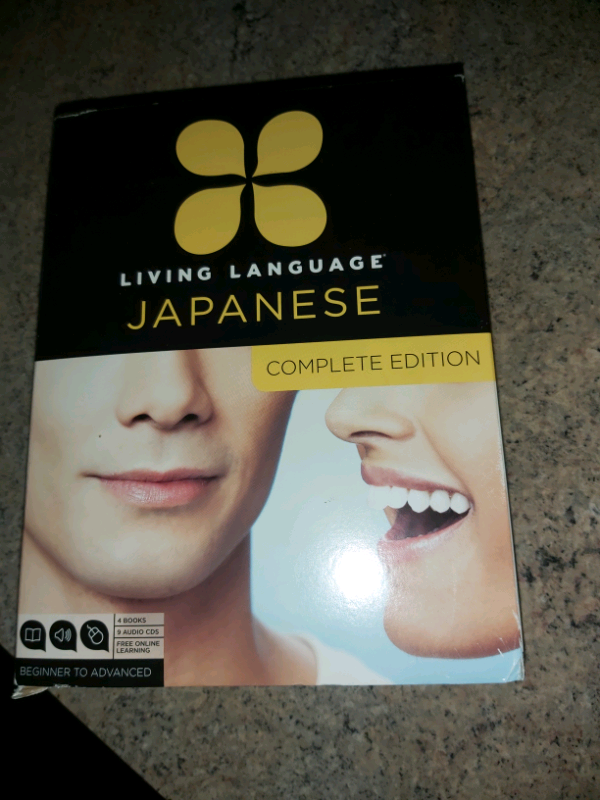 LIVING LANGUAGE®
JAPANESE
COMPLETE EDITION
4 BOOKS
9 AUDIO CDS
FREE ONLINE
LEARNING
BEGINNER TO ADVANCED